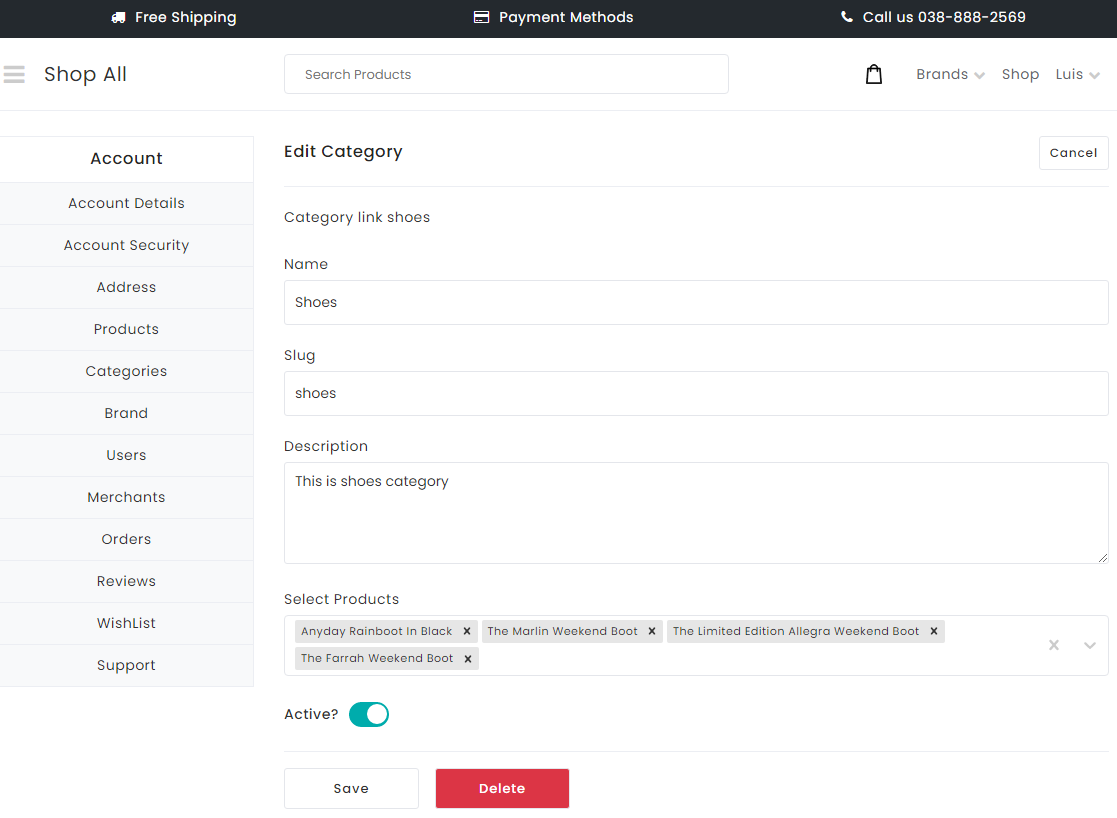 Free Shipping
Payment Methods
Call us 038-888-2569
Shop All
Search Products
Brands
Shop
Luis
Account
Account Details
Account Security
Address
Products
Categories
Brand
Users
Merchants
Orders
Reviews
WishList
Support
Edit Category
Cancel
Category link shoes
Name
Shoes
Slug
shoes
Description
This is shoes category
Select Products
Anyday Rainboot In Black
The Marlin Weekend Boot
The Limited Edition Allegra Weekend Boot
The Farrah Weekend Boot
Active?
Save
Delete